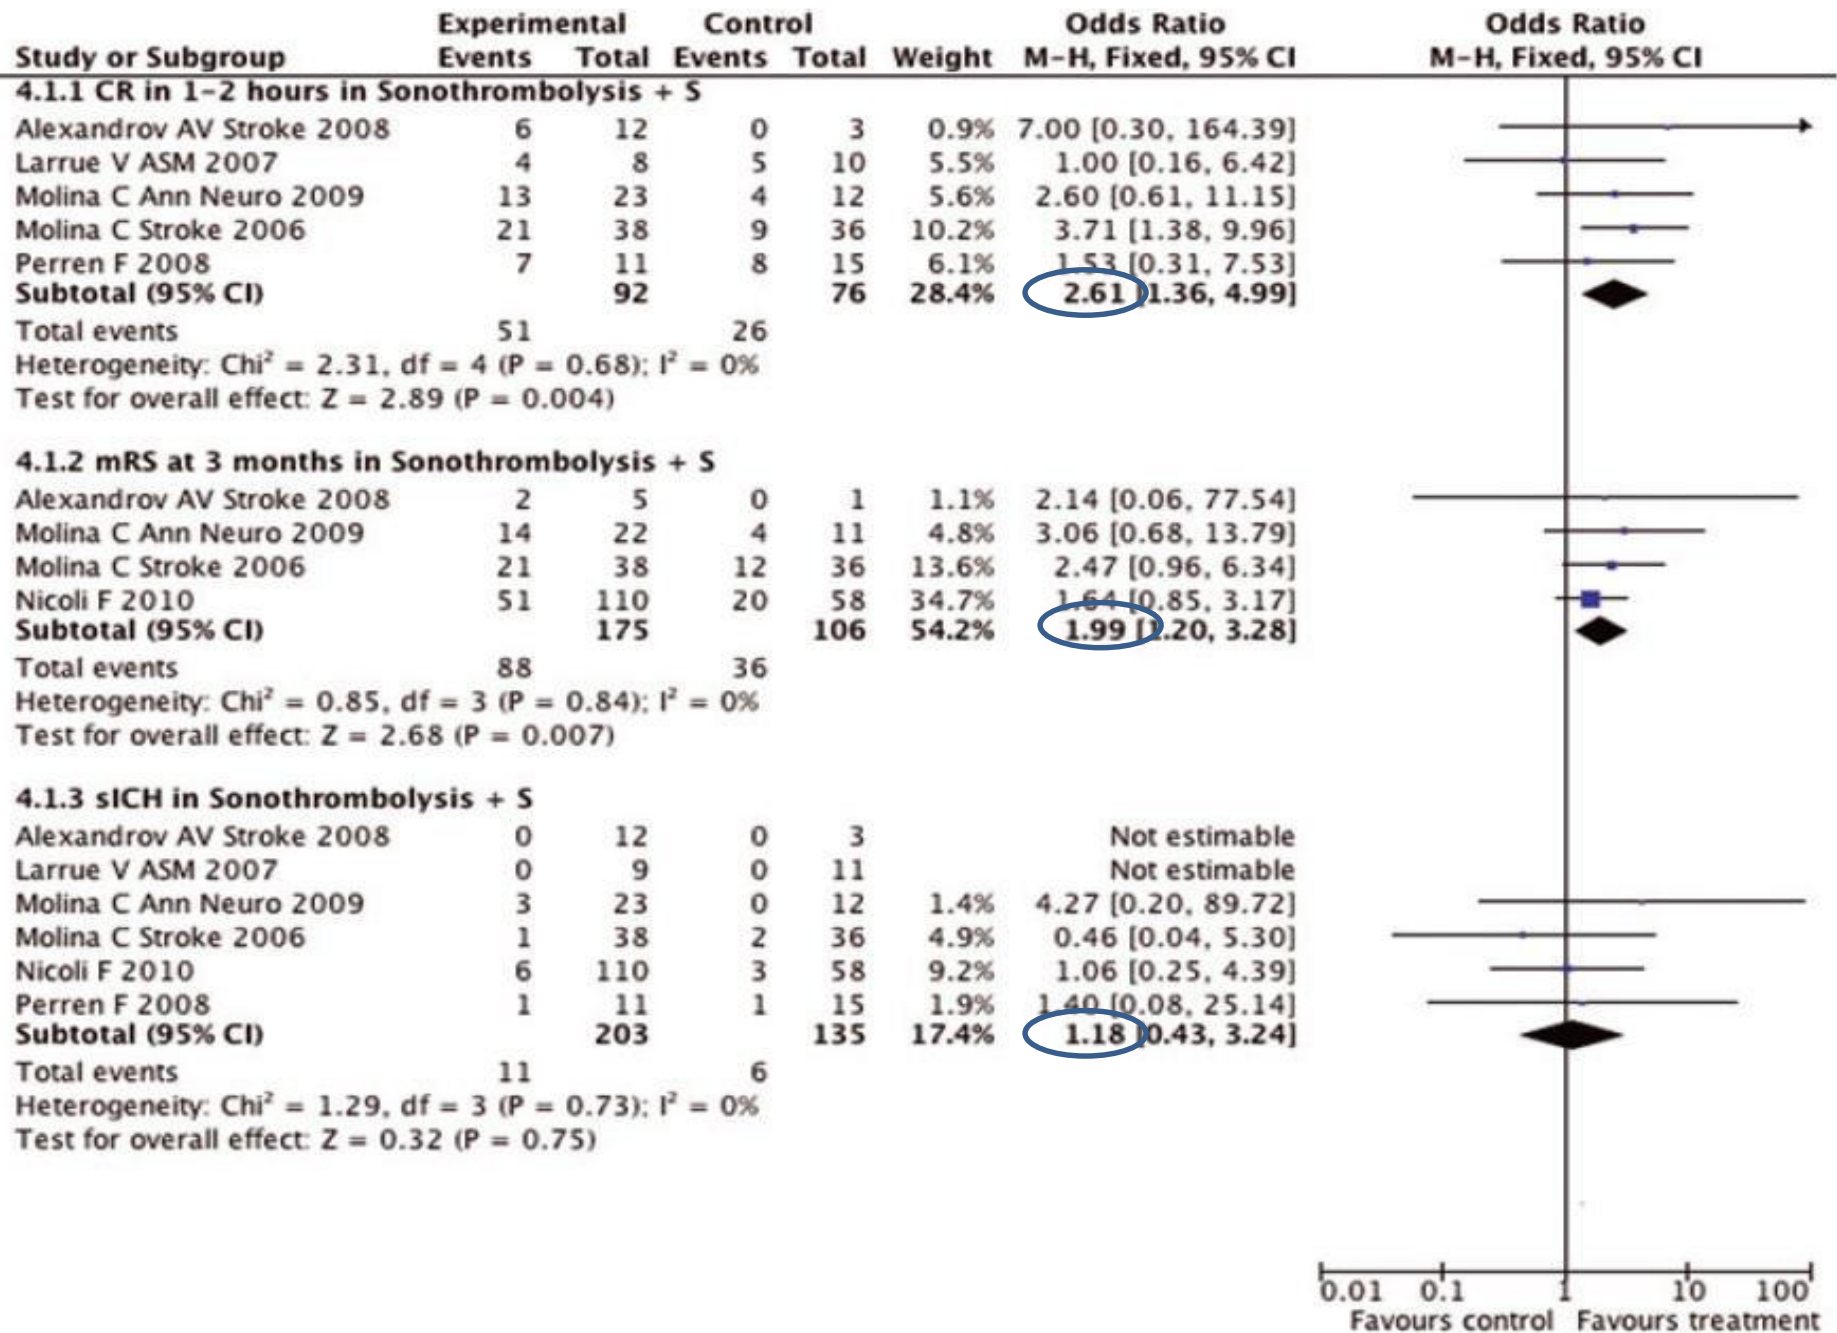 Experimental Control Odds Ratio Odds Ratio
Study or Subgroup Events Total Events Total Weight M-H, Fixed, 95% CI M-H, Fixed, 95% CI
4.1.1 CR in 1-2 hours in Sonothrombolysis + S
Alexandrov AV Stroke 2008 6 12 0 3 0.9% 7.00 [0.30, 164.39]
Larrue V ASM 2007 4 8 5 10 5.5% 1.00 [0.16, 6.42]
Molina C Ann Neuro 2009 13 23 4 12 5.6% 2.60 [0.61, 11.15]
Molina C Stroke 2006 21 38 9 36 10.2% 3.71 [1.38, 9.96]
Perren F 2008 7 11 8 15 6.1% 1.53 [0.31, 7.53]
Subtotal (95% CI) 92 76 28.4% 2.61 [1.36, 4.99]
Total events 51 26
Heterogeneity: Chi² = 2.31, df = 4 (P = 0.68); I² = 0%
Test for overall effect: Z = 2.89 (P = 0.004)
4.1.2 mRS at 3 months in Sonothrombolysis + S
Alexandrov AV Stroke 2008 2 5 0 1 1.1% 2.14 [0.06, 77.54]
Molina C Ann Neuro 2009 14 22 4 11 4.8% 3.06 [0.68, 13.79]
Molina C Stroke 2006 21 38 12 36 13.6% 2.47 [0.96, 6.34]
Nicoli F 2010 51 110 20 58 34.7% 1.64 [0.85, 3.17]
Subtotal (95% CI) 175 106 54.2% 1.99 [1.20, 3.28]
Total events 88 36
Heterogeneity: Chi² = 0.85, df = 3 (P = 0.84); I² = 0%
Test for overall effect: Z = 2.68 (P = 0.007)
4.1.3 sICH in Sonothrombolysis + S
Alexandrov AV Stroke 2008 0 12 0 3 Not estimable
Larrue V ASM 2007 0 9 0 11 Not estimable
Molina C Ann Neuro 2009 3 23 0 12 1.4% 4.27 [0.20, 89.72]
Molina C Stroke 2006 1 38 2 36 4.9% 0.46 [0.04, 5.30]
Nicoli F 2010 6 110 3 58 9.2% 1.06 [0.25, 4.39]
Perren F 2008 1 11 1 15 1.9% 1.40 [0.08, 25.14]
Subtotal (95% CI) 203 135 17.4% 1.18 [0.43, 3.24]
Total events 11 6
Heterogeneity: Chi² = 1.29, df = 3 (P = 0.73); I² = 0%
Test for overall effect: Z = 0.32 (P = 0.75)
0.01 0.1 1 10 100
Favours control Favours treatment